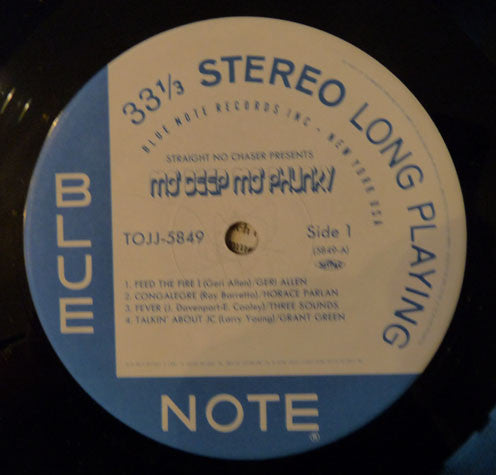 33⅓ STEREO LONG PLAYING
BLUE NOTE RECORDS INC - NEW YORK USA
STRAIGHT NO CHASER PRESENTS
MO' DEEP MO' PHUNKY
TOJJ-5849
Side 1
(5849-A)
1. FEED THE FIRE I (Geri Allen)/GERI ALLEN
2. CONGALEGRE (Ray Barretto)/HORACE PARLAN
3. FEVER (J. Davenport-E. Cooley)/THREE SOUNDS
4. TALKIN' ABOUT JC (Larry Young)/GRANT GREEN
BLUE
NOTE
®